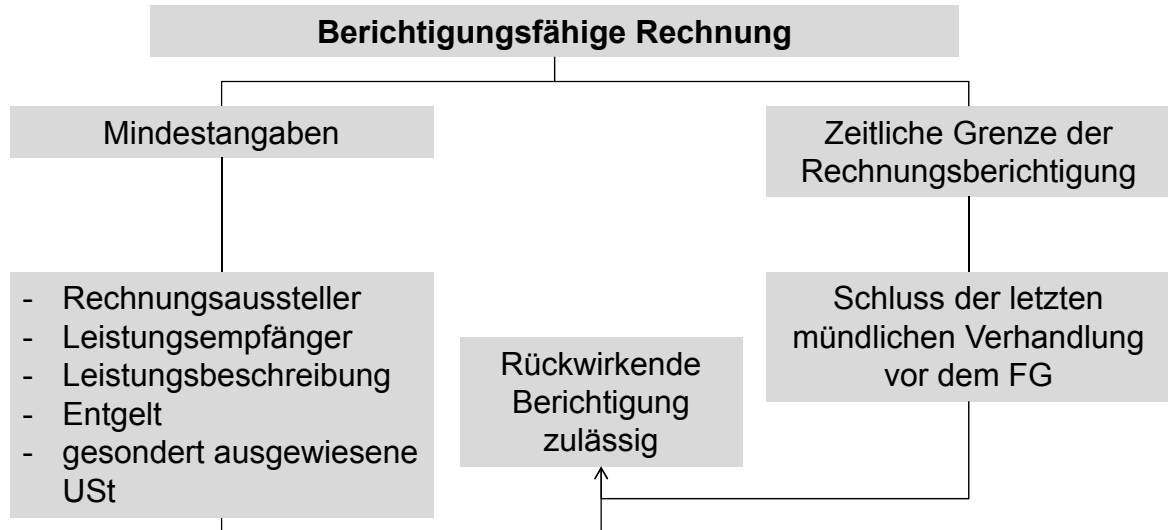 Berichtigungsfähige Rechnung
Mindestangaben
Zeitliche Grenze der
Rechnungsberichtigung
- Rechnungsaussteller
- Leistungsempfänger
- Leistungsbeschreibung
- Entgelt
- gesondert ausgewiesene
USt
Rückwirkende
Berichtigung
zulässig
Schluss der letzten
mündlichen Verhandlung
vor dem FG